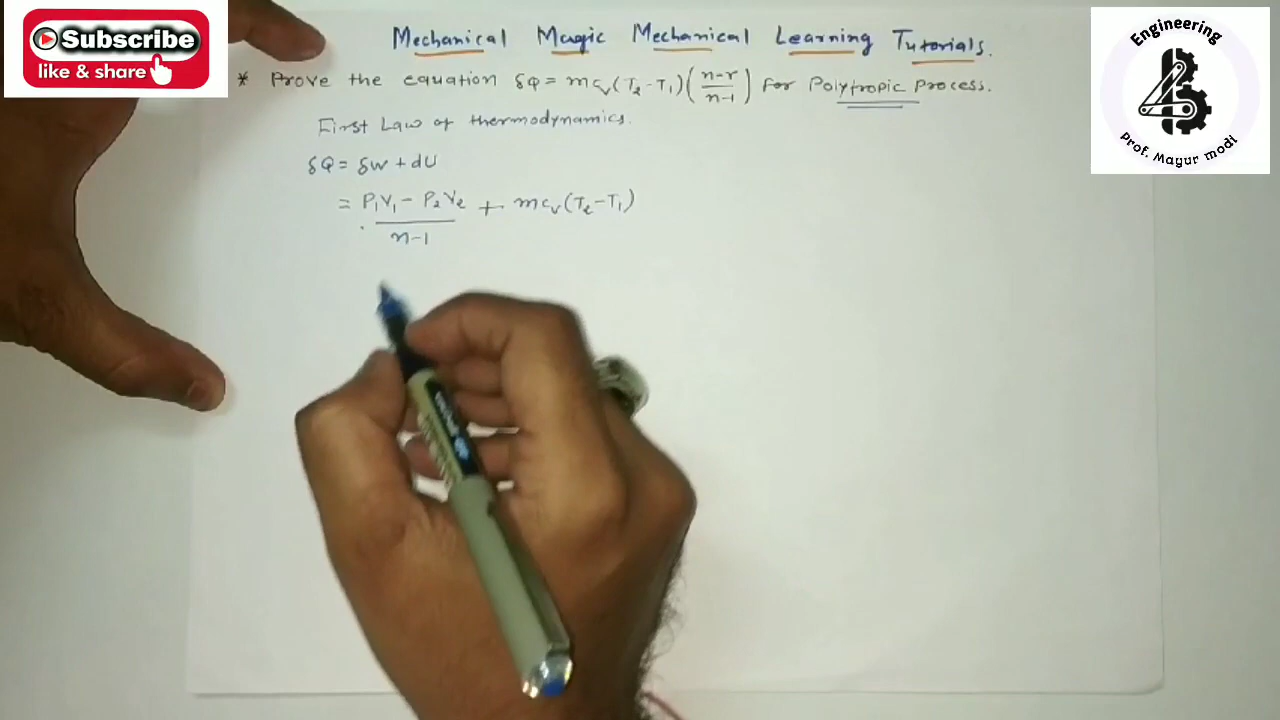 Subscribe
like & share
Mechanical Magic Mechanical Learning Tutorials.
* Prove the equation δQ = mcᵥ(T₂-T₁)(n-r/n-1) for Polytropic Process.
First Law of thermodynamics.
δQ = δW + dU
= P₁V₁ - P₂V₂ / n-1 + mcᵥ(T₂-T₁)
Engineering
Prof. Mayur modi